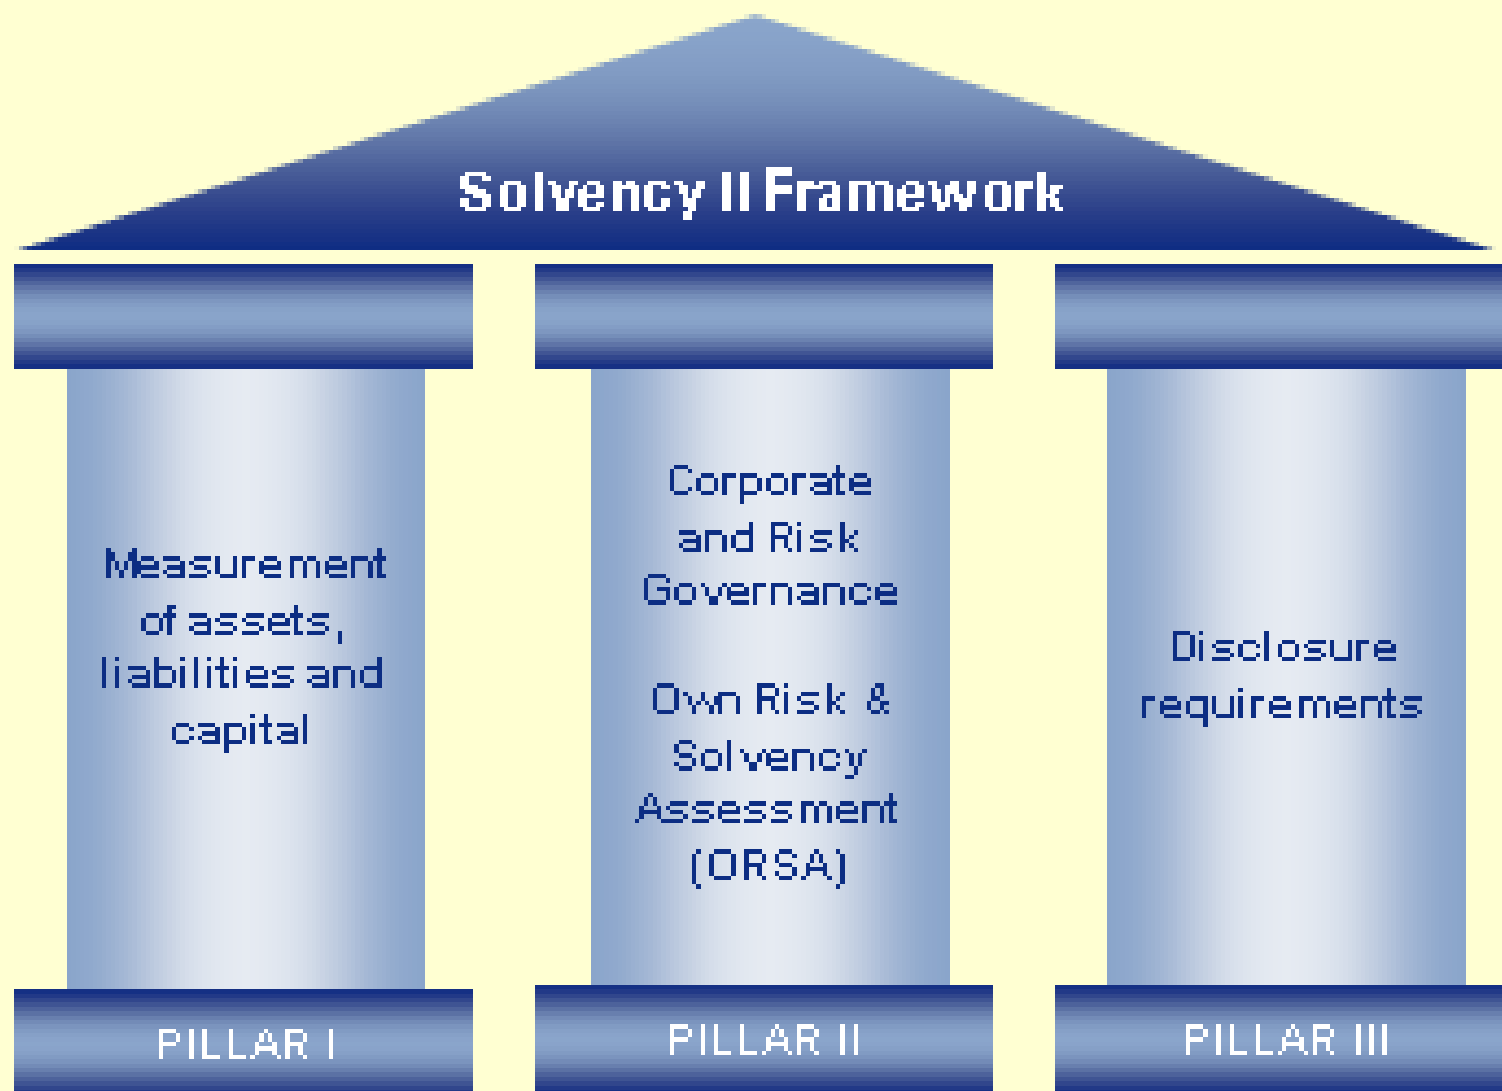 Solvency II Framework
Measurement
of assets,
liabilities and
capital
PILLAR I
Corporate
and Risk
Governance
Own Risk &
Solvency
Assessment
(ORSA)
PILLAR II
Disclosure
requirements
PILLAR III